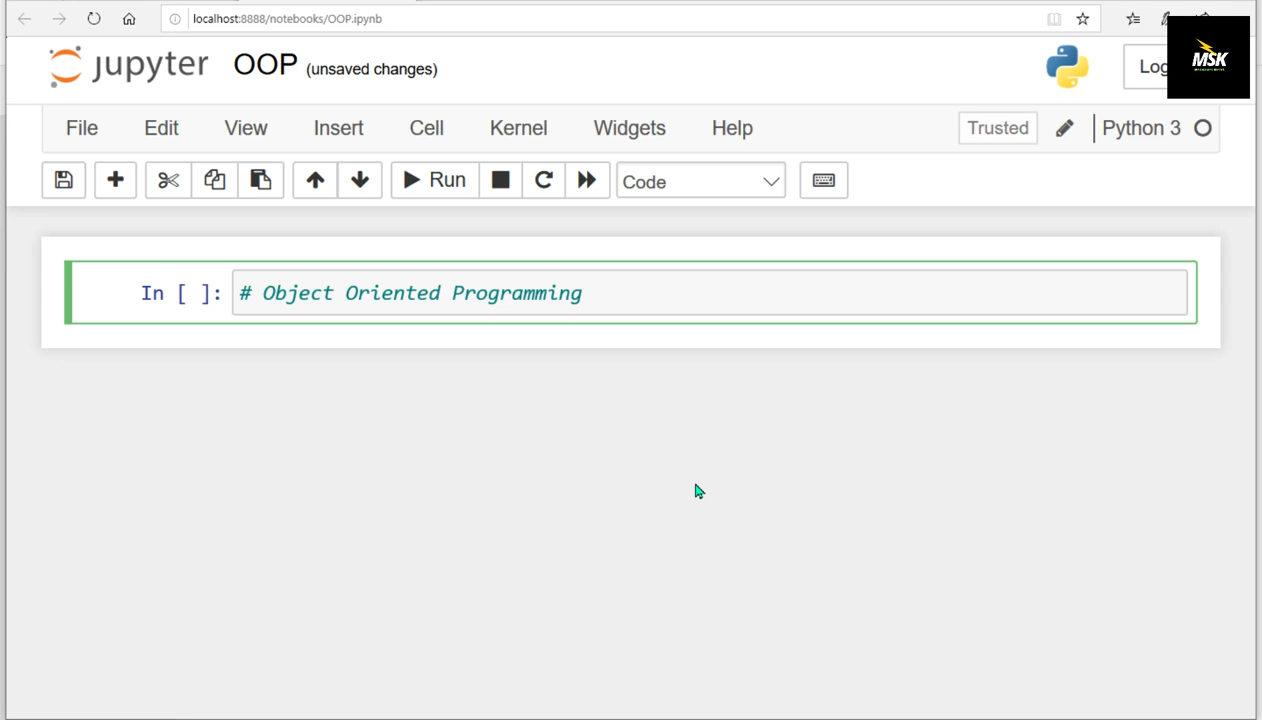 localhost:8888/notebooks/OOP.ipynb
jupyter OOP (unsaved changes)
Log
MSK
File Edit View Insert Cell Kernel Widgets Help Trusted Python 3
Run Code
In [ ]: # Object Oriented Programming